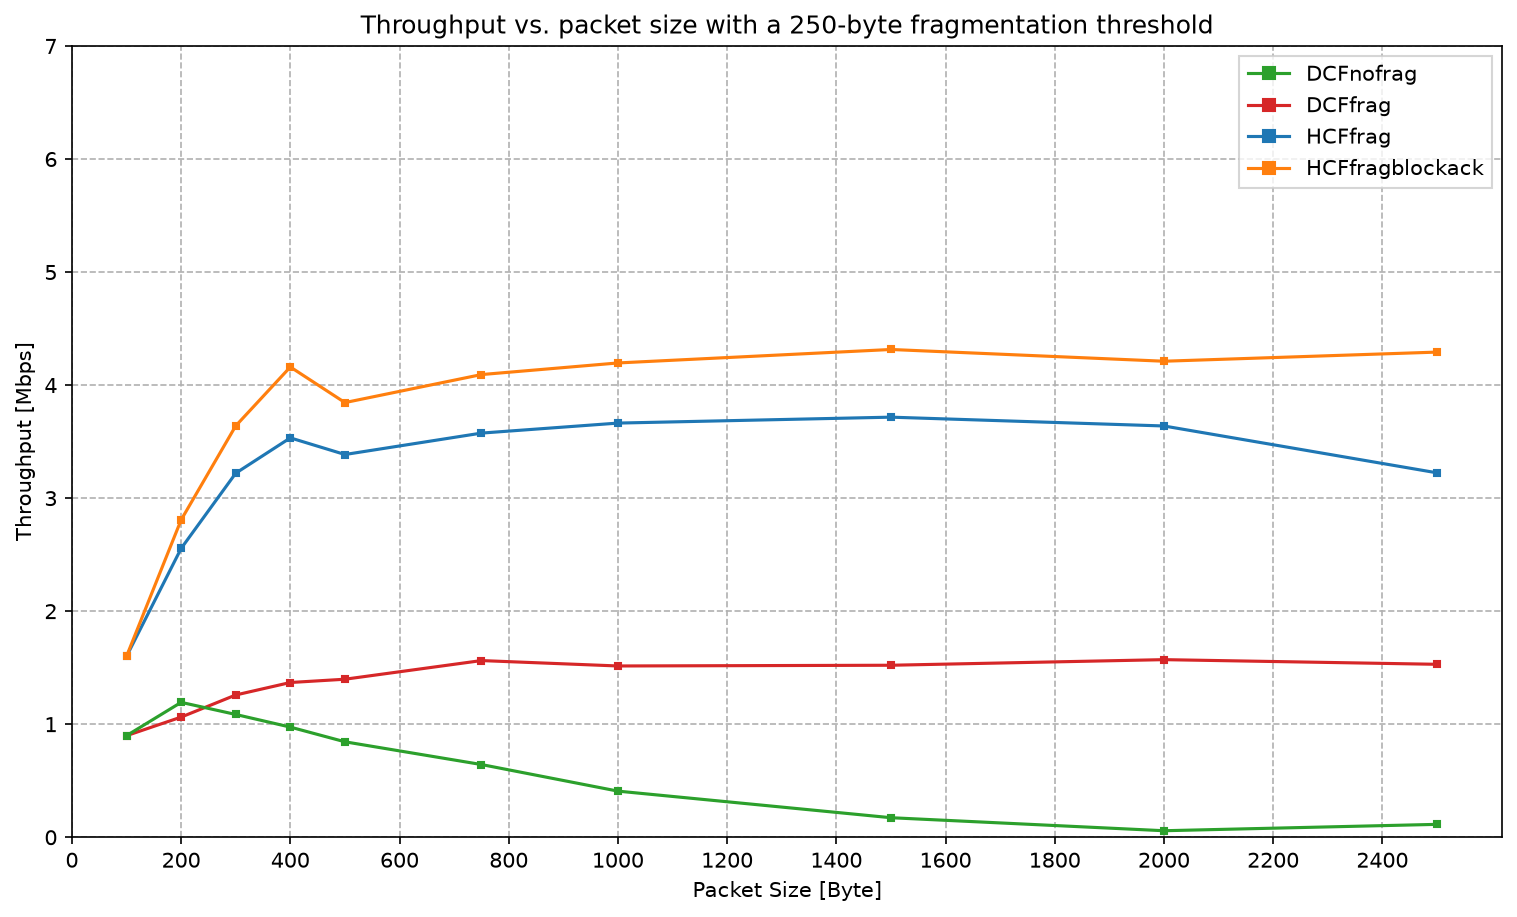 Throughput vs. packet size with a 250-byte fragmentation threshold
7
6
5
4
3
2
1
0
Throughput [Mbps]
DCFnofrag
DCFfrag
HCFfrag
HCFfragblockack
0 200 400 600 800 1000 1200 1400 1600 1800 2000 2200 2400
Packet Size [Byte]